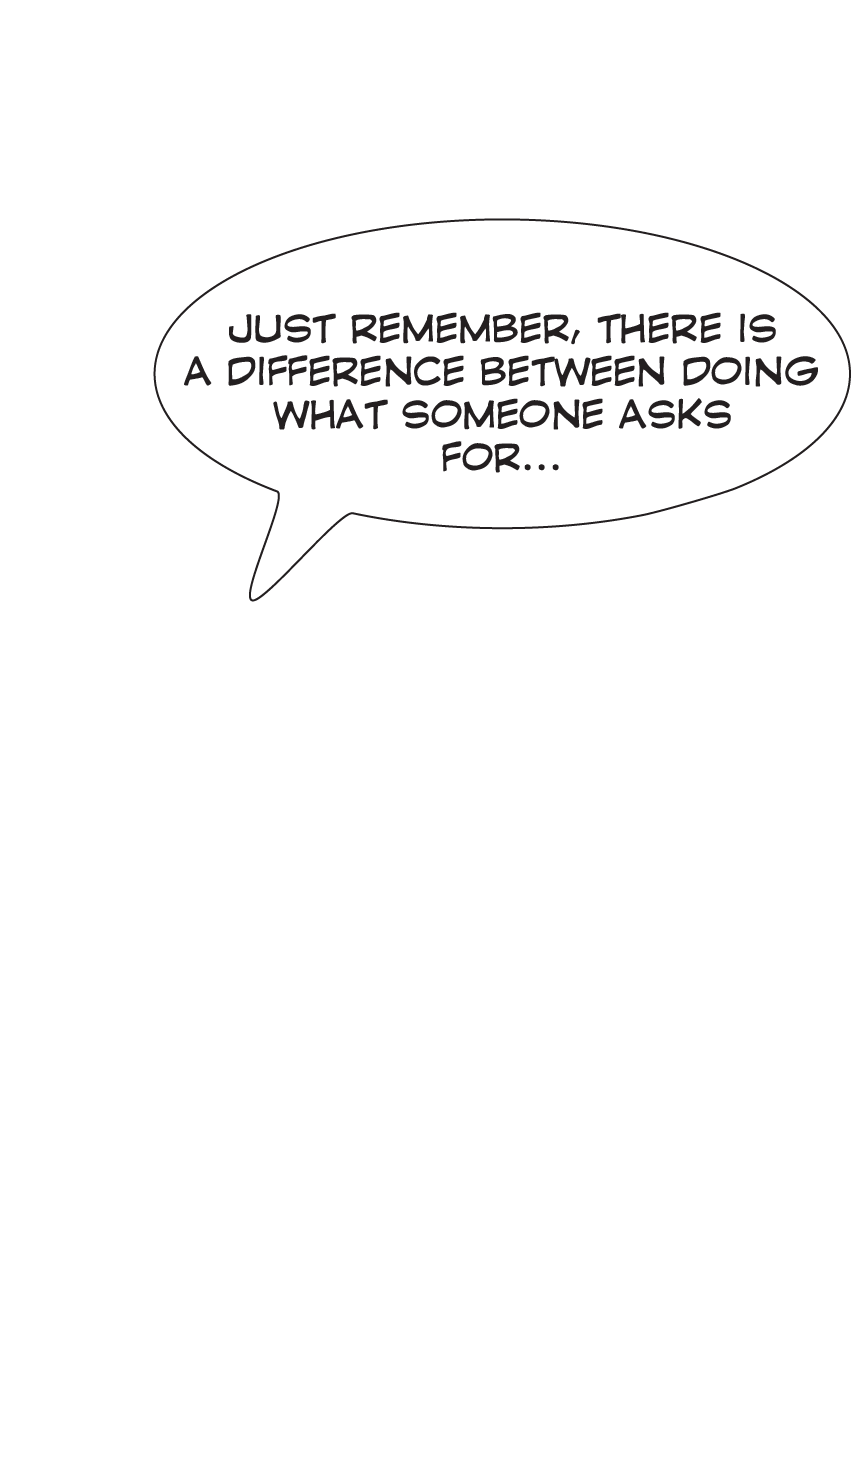 JUST REMEMBER, THERE IS
A DIFFERENCE BETWEEN DOING
WHAT SOMEONE ASKS
FOR...